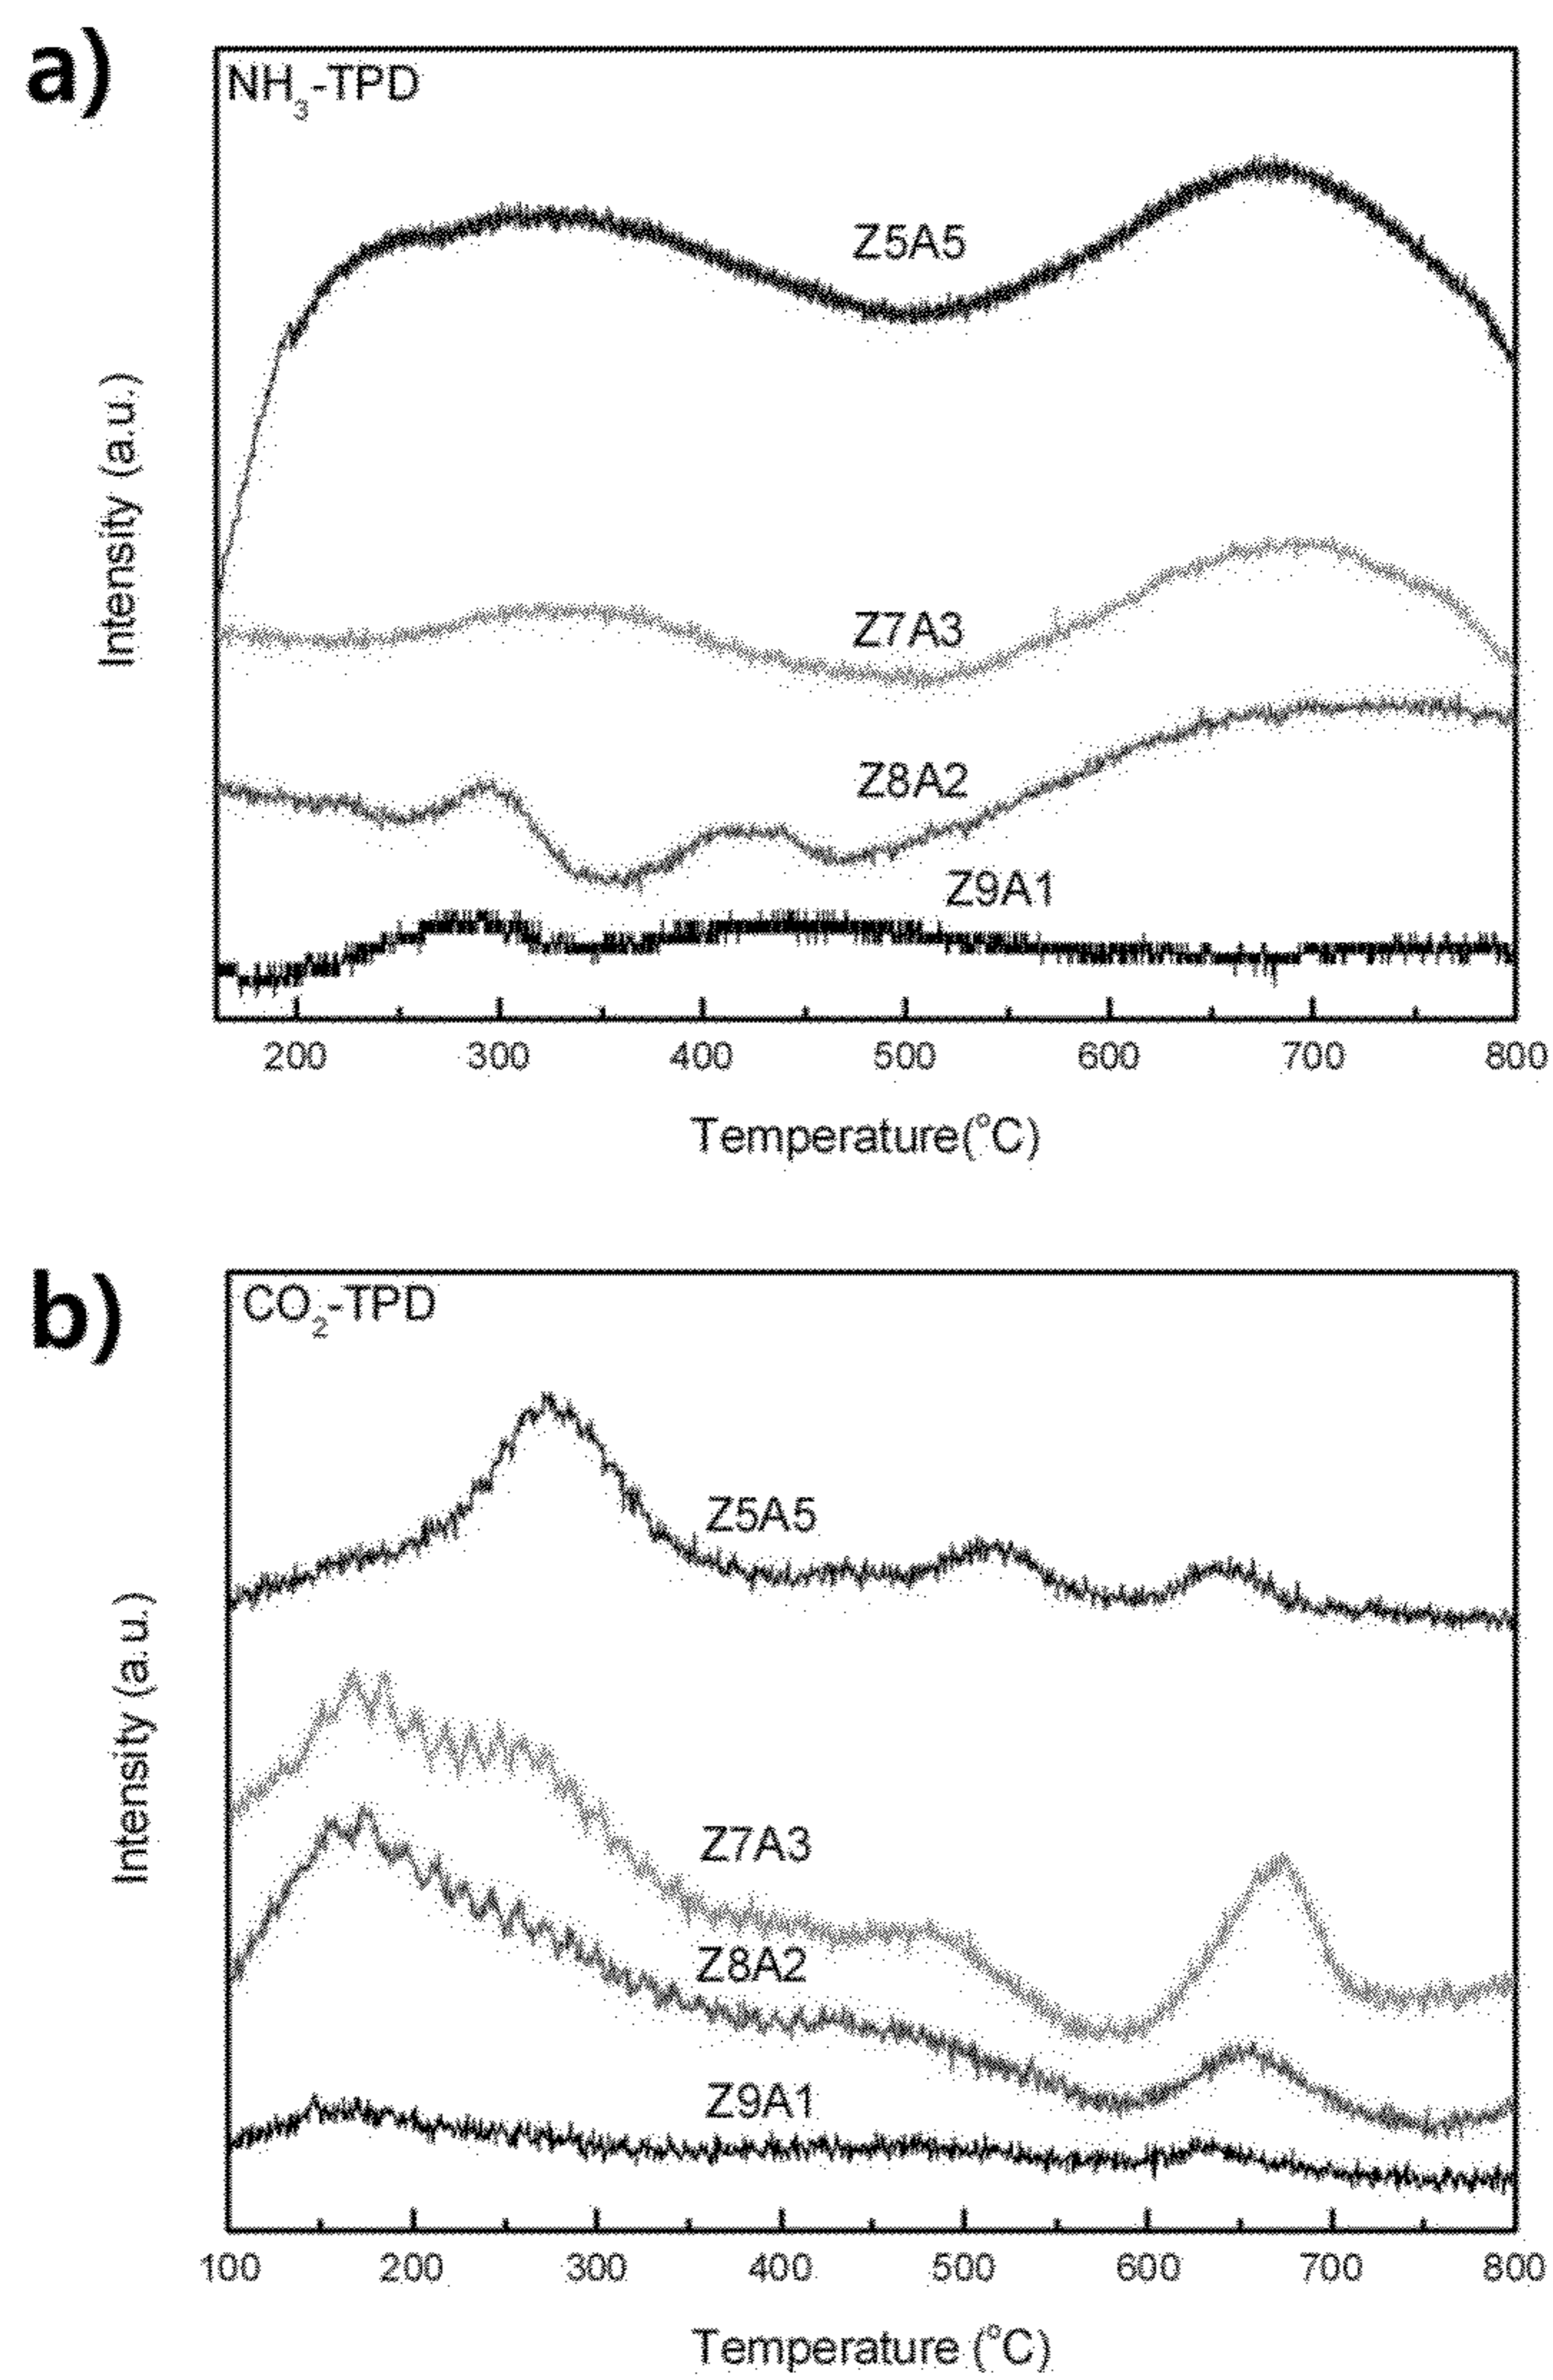 a)
NH3-TPD
Z5A5
Z7A3
Z8A2
Z9A1
Intensity (a.u.)
200 300 400 500 600 700 800
Temperature(°C)
b)
CO2-TPD
Z5A5
Z7A3
Z8A2
Z9A1
Intensity (a.u.)
100 200 300 400 500 600 700 800
Temperature (°C)